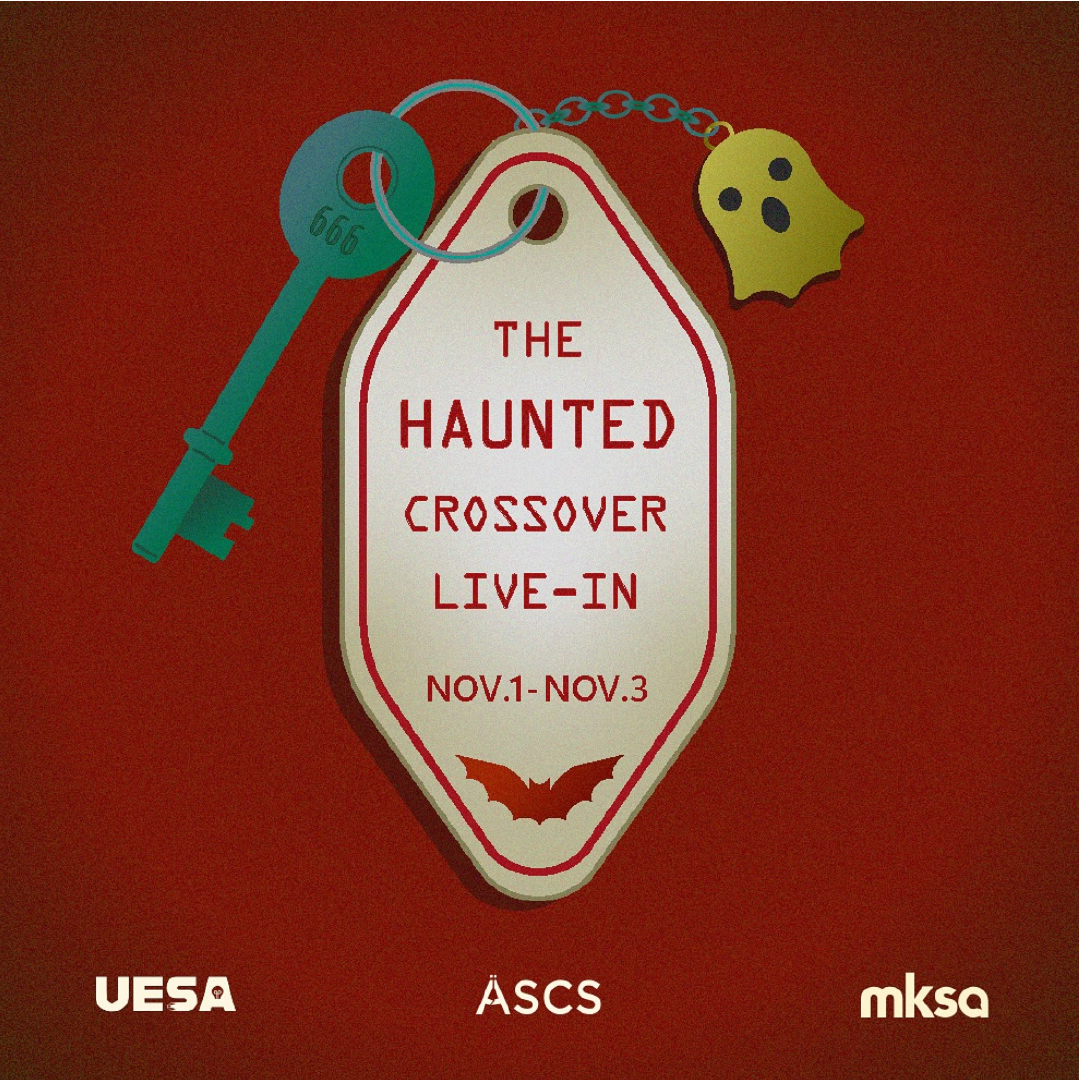 666
THE
HAUNTED
CROSSOVER
LIVE-IN
NOV.1-NOV.3
UESA
ÄSCS
mksa